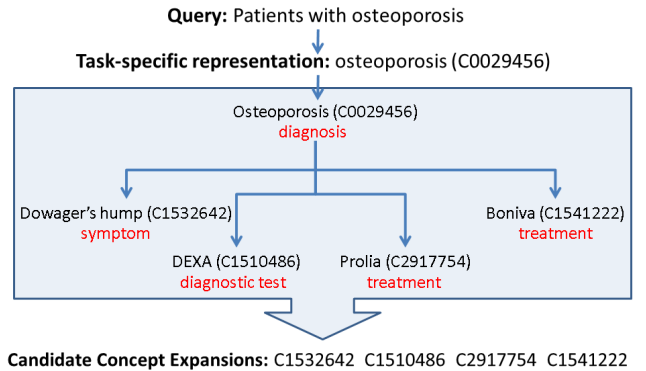 Query: Patients with osteoporosis
Task-specific representation: osteoporosis (C0029456)
Osteoporosis (C0029456)
diagnosis
Dowager's hump (C1532642)
symptom
Boniva (C1541222)
treatment
DEXA (C1510486)
diagnostic test
Prolia (C2917754)
treatment
Candidate Concept Expansions: C1532642 C1510486 C2917754 C1541222